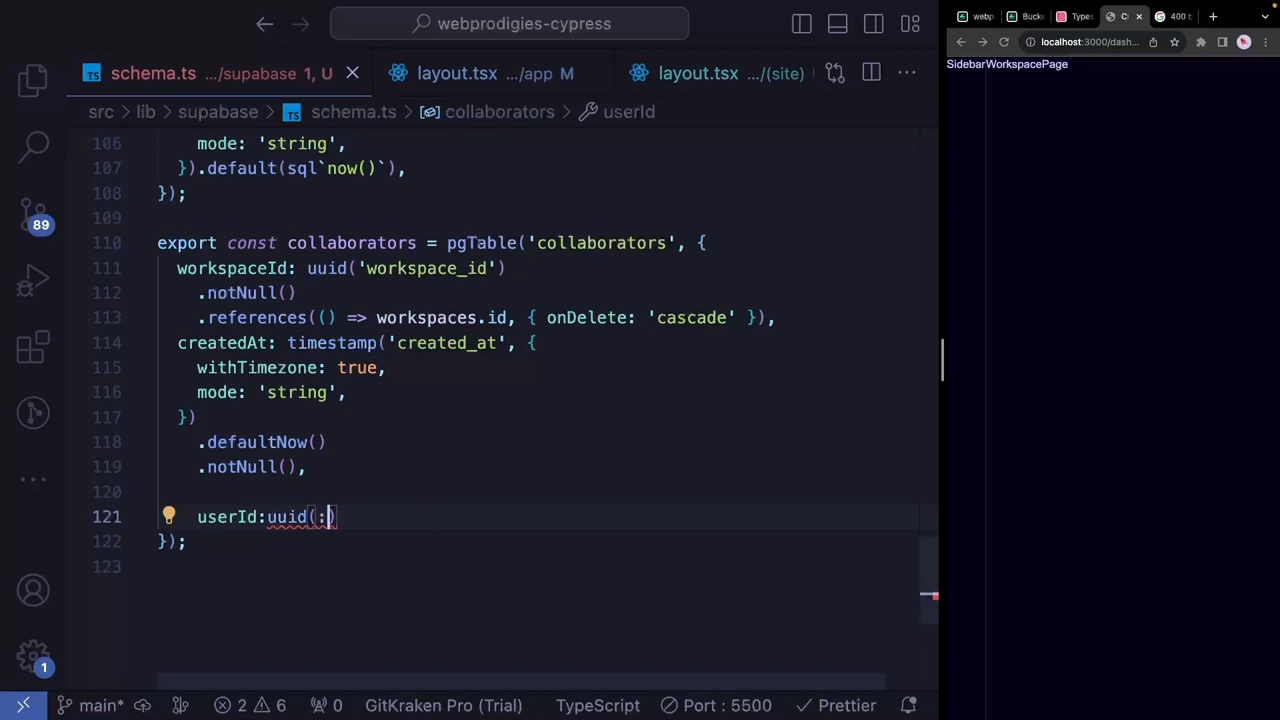 webprodigies-cypress
schema.ts .../supabase 1, U
layout.tsx .../app M
layout.tsx .../(site)
src > lib > supabase > schema.ts > collaborators > userId
106 mode: 'string',
107 }).default(sql`now()`),
108 });
109
110 export const collaborators = pgTable('collaborators', {
111 workspaceId: uuid('workspace_id')
112 .notNull()
113 .references(() => workspaces.id, { onDelete: 'cascade' }),
114 createdAt: timestamp('created_at', {
115 withTimezone: true,
116 mode: 'string',
117 })
118 .defaultNow()
119 .notNull(),
120
121 userId:uuid(:)
122 });
123
89
1
main* 2 6 0 GitKraken Pro (Trial) TypeScript Port : 5500 Prettier
webp
Bucke
Types
C
400 b
localhost:3000/dash...
SidebarWorkspacePage